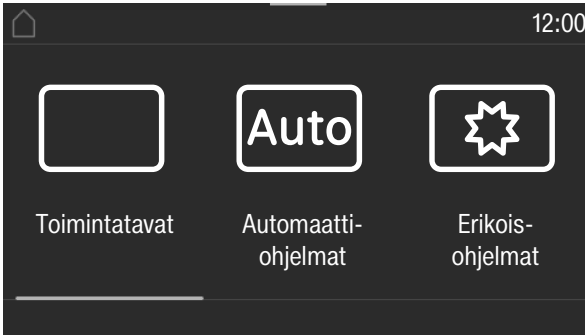 12:00
Auto
Toimintatavat
Automaatti-
ohjelmat
Erikois-
ohjelmat